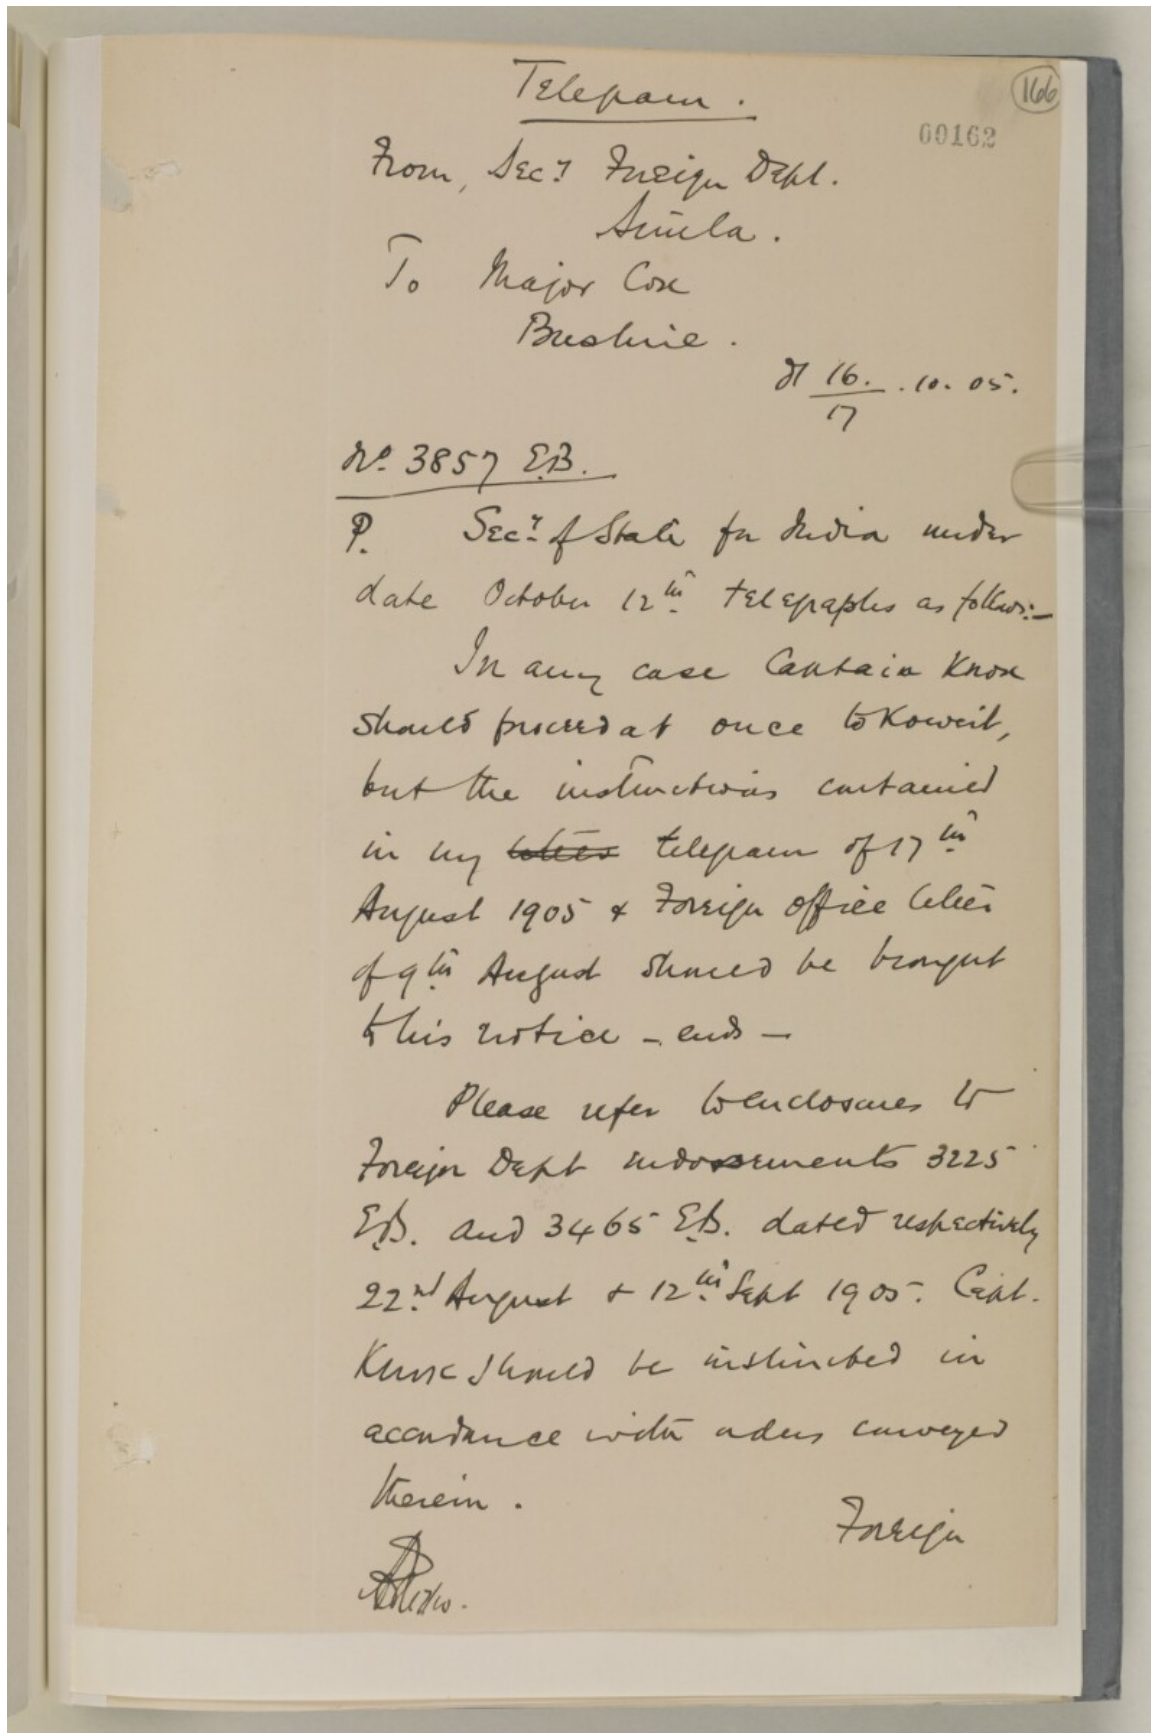 166
00162
Telegram.
From, Secy Foreign Dept.
Simla.
To Major Cox
Bushire.
dt 16/17.10.05.
No. 3857 E.B.
P. Secy of State for India under
date October 12th telegraphs as follows:—
In any case Captain Knox
should proceed at once to Koweit,
but the instructions contained
in my letter telegram of 17th
August 1905 & Foreign office letter
of 9th August should be brought
to his notice — ends —
Please refer to enclosures to
Foreign Dept endorsements 3225
E.B. and 3465 E.B. dated respectively
22nd August & 12th Sept 1905. Capt.
Knox should be instructed in
accordance with orders conveyed
therein.
Foreign